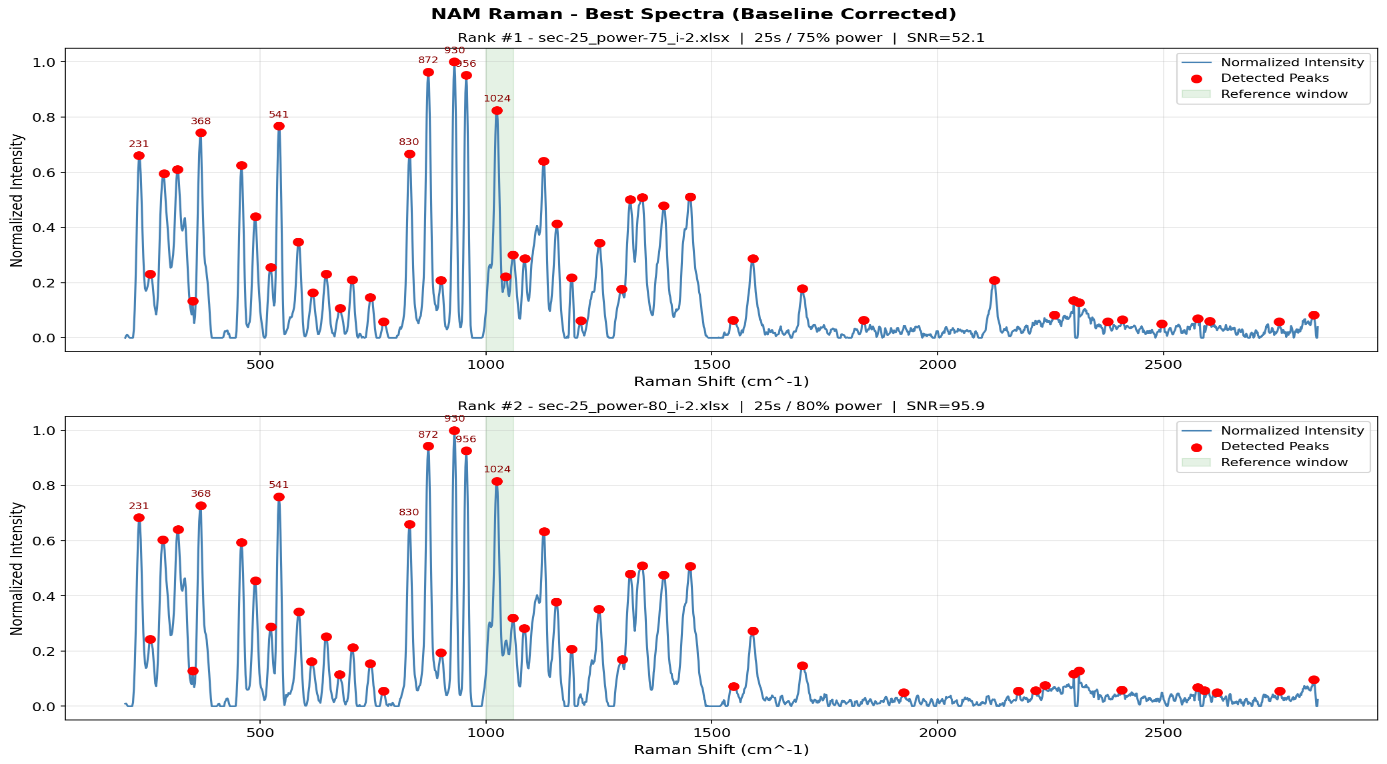 NAM Raman - Best Spectra (Baseline Corrected)
Rank #1 - sec-25_power-75_i-2.xlsx | 25s / 75% power | SNR=52.1
Normalized Intensity
1.0
0.8
0.6
0.4
0.2
0.0
231
368
541
830
872
930
956
1024
Normalized Intensity
Detected Peaks
Reference window
500
1000
1500
2000
2500
Raman Shift (cm^-1)
Rank #2 - sec-25_power-80_i-2.xlsx | 25s / 80% power | SNR=95.9
Normalized Intensity
1.0
0.8
0.6
0.4
0.2
0.0
231
368
541
830
872
930
956
1024
Normalized Intensity
Detected Peaks
Reference window
500
1000
1500
2000
2500
Raman Shift (cm^-1)